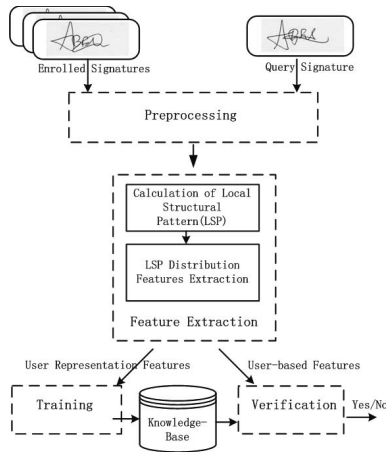 Enrolled Signatures
Query Signature
Preprocessing
Calculation of Local
Structural
Pattern(LSP)
LSP Distribution
Features Extraction
Feature Extraction
User Representation Features
User-based Features
Training
Knowledge-
Base
Verification
Yes/No